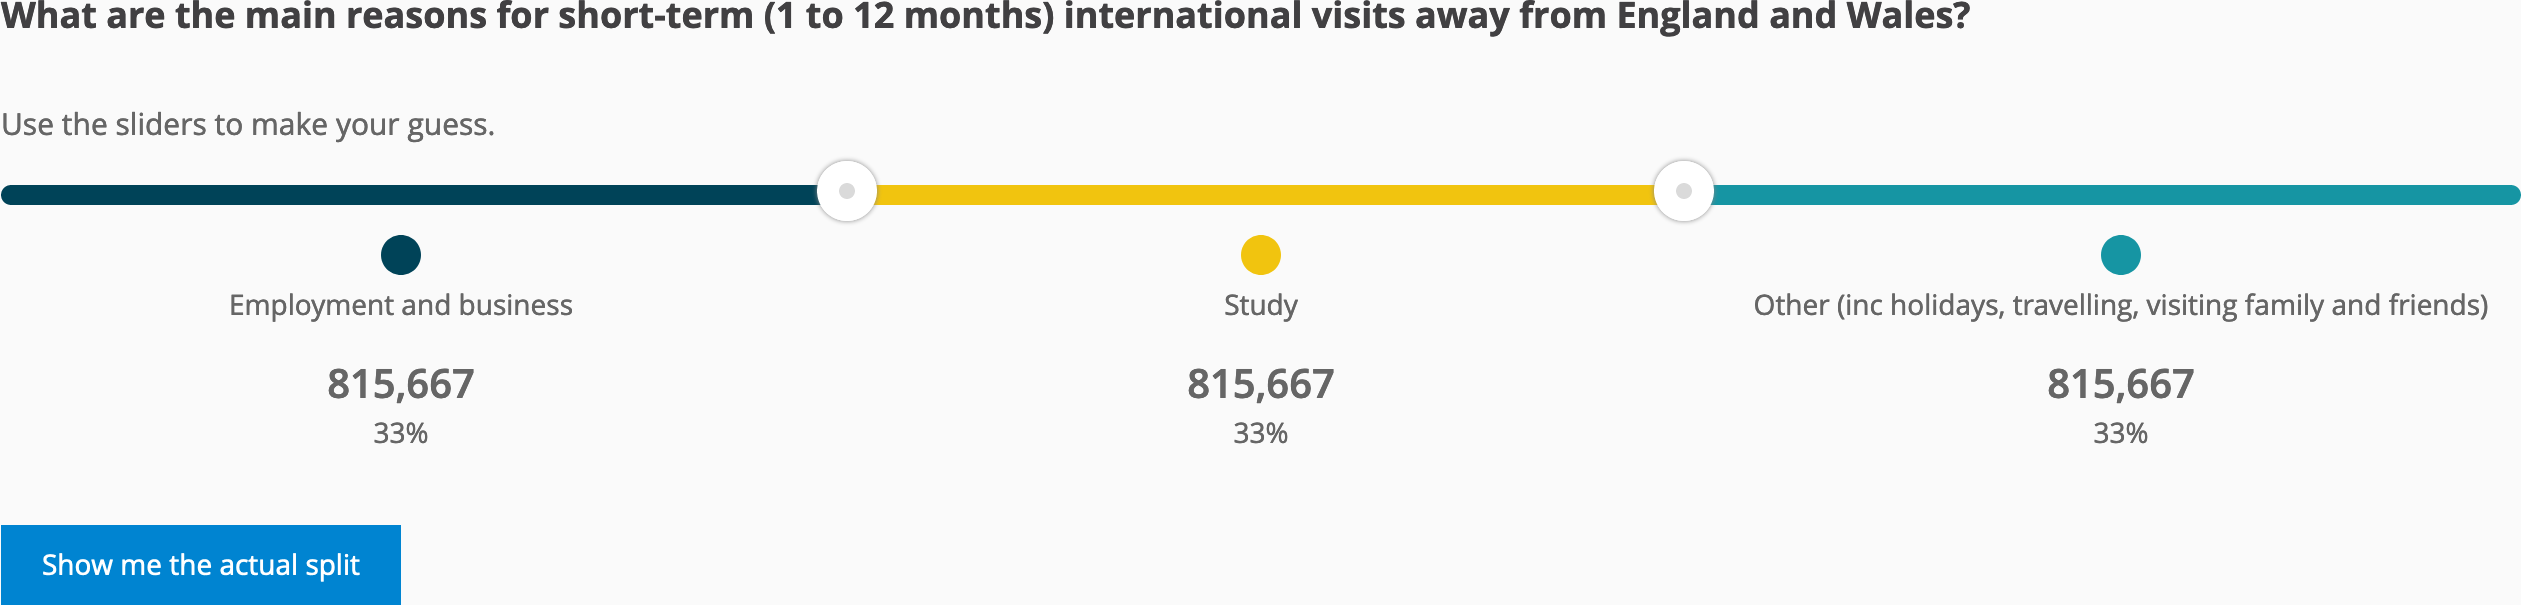 What are the main reasons for short-term (1 to 12 months) international visits away from England and Wales?
Use the sliders to make your guess.
Employment and business
Study
Other (inc holidays, travelling, visiting family and friends)
815,667
815,667
815,667
33%
33%
33%
Show me the actual split